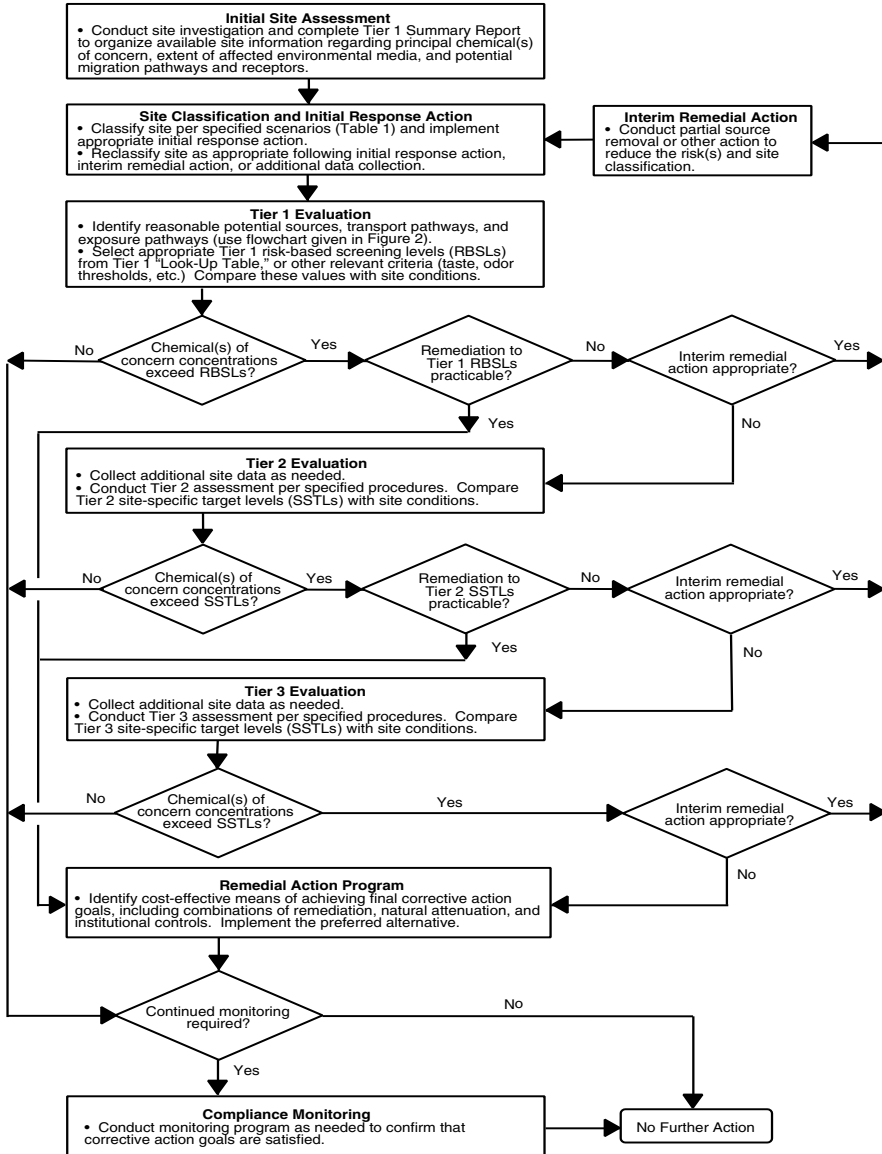 Initial Site Assessment
• Conduct site investigation and complete Tier 1 Summary Report
to organize available site information regarding principal chemical(s)
of concern, extent of affected environmental media, and potential
migration pathways and receptors.
Site Classification and Initial Response Action
• Classify site per specified scenarios (Table 1) and implement
appropriate initial response action.
• Reclassify site as appropriate following initial response action,
interim remedial action, or additional data collection.
Interim Remedial Action
• Conduct partial source
removal or other action to
reduce the risk(s) and site
classification.
Tier 1 Evaluation
• Identify reasonable potential sources, transport pathways, and
exposure pathways (use flowchart given in Figure 2).
• Select appropriate Tier 1 risk-based screening levels (RBSLs)
from Tier 1 "Look-Up Table," or other relevant criteria (taste, odor
thresholds, etc.) Compare these values with site conditions.
No
Chemical(s) of
concern concentrations
exceed RBSLs?
Yes
Remediation to
Tier 1 RBSLs
practicable?
No
Interim remedial
action appropriate?
Yes
Yes
No
Tier 2 Evaluation
• Collect additional site data as needed.
• Conduct Tier 2 assessment per specified procedures. Compare
Tier 2 site-specific target levels (SSTLs) with site conditions.
No
Chemical(s) of
concern concentrations
exceed SSTLs?
Yes
Remediation to
Tier 2 SSTLs
practicable?
No
Interim remedial
action appropriate?
Yes
Yes
No
Tier 3 Evaluation
• Collect additional site data as needed.
• Conduct Tier 3 assessment per specified procedures. Compare
Tier 3 site-specific target levels (SSTLs) with site conditions.
No
Chemical(s) of
concern concentrations
exceed SSTLs?
Yes
Interim remedial
action appropriate?
Yes
No
Remedial Action Program
• Identify cost-effective means of achieving final corrective action
goals, including combinations of remediation, natural attenuation, and
institutional controls. Implement the preferred alternative.
Continued monitoring
required?
No
Yes
Compliance Monitoring
• Conduct monitoring program as needed to confirm that
corrective action goals are satisfied.
No Further Action